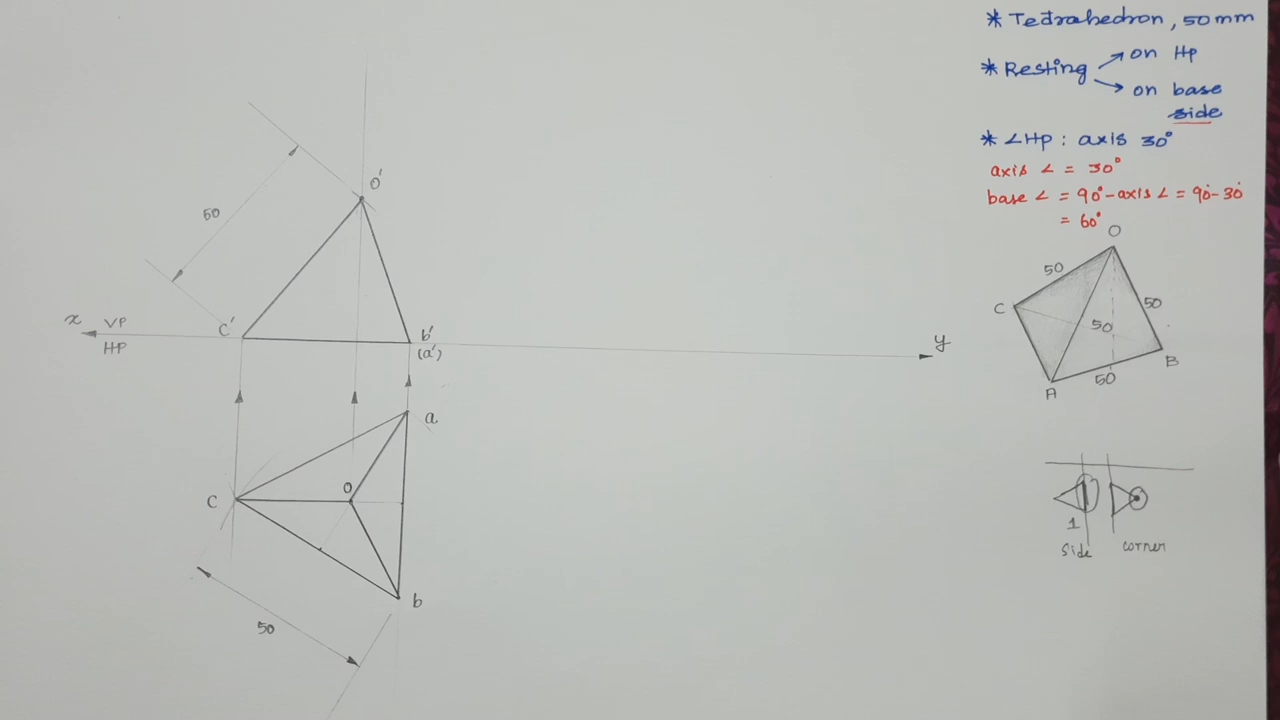 * Tetrahedron, 50mm
* Resting → on Hp
→ on base
side
* ∠Hp : axis 30°
axis ∠ = 30°
base ∠ = 90° - axis ∠ = 90° - 30°
= 60°
O
50
C
50
50
50
B
A
1
side
corner
O'
50
x
VP
HP
C'
b'
(a')
y
a
C
O
b
50